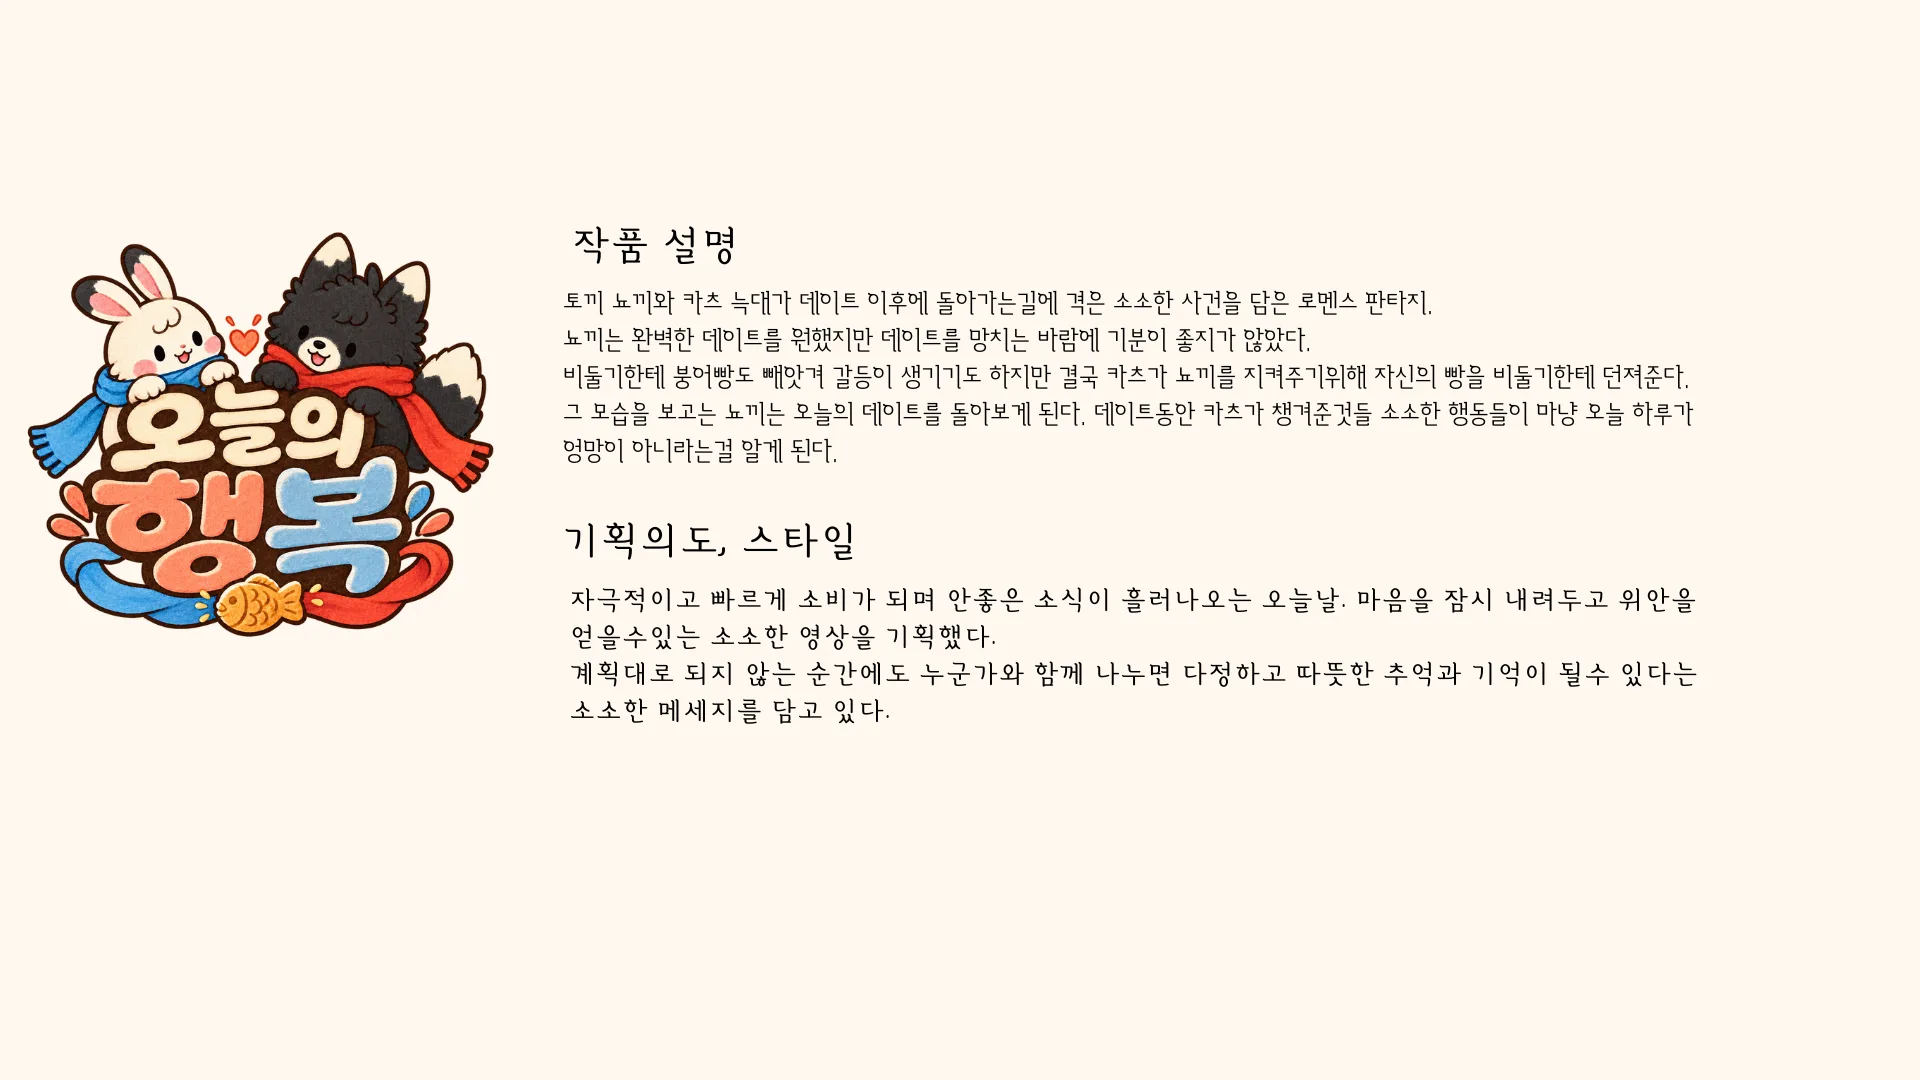 오늘의
행복
작품 설명
토끼 뇨끼와 카츠 늑대가 데이트 이후에 돌아가는길에 격은 소소한 사건을 담은 로멘스 판타지.
뇨끼는 완벽한 데이트를 원했지만 데이트를 망치는 바람에 기분이 좋지가 않았다.
비둘기한테 붕어빵도 빼앗겨 갈등이 생기기도 하지만 결국 카츠가 뇨끼를 지켜주기위해 자신의 빵을 비둘기한테 던져준다.
그 모습을 보고는 뇨끼는 오늘의 데이트를 돌아보게 된다. 데이트동안 카츠가 챙겨준것들 소소한 행동들이 마냥 오늘 하루가
엉망이 아니라는걸 알게 된다.
기획의도, 스타일
자극적이고 빠르게 소비가 되며 안좋은 소식이 흘러나오는 오늘날. 마음을 잠시 내려두고 위안을
얻을수있는 소소한 영상을 기획했다.
계획대로 되지 않는 순간에도 누군가와 함께 나누면 다정하고 따뜻한 추억과 기억이 될수 있다는
소소한 메세지를 담고 있다.